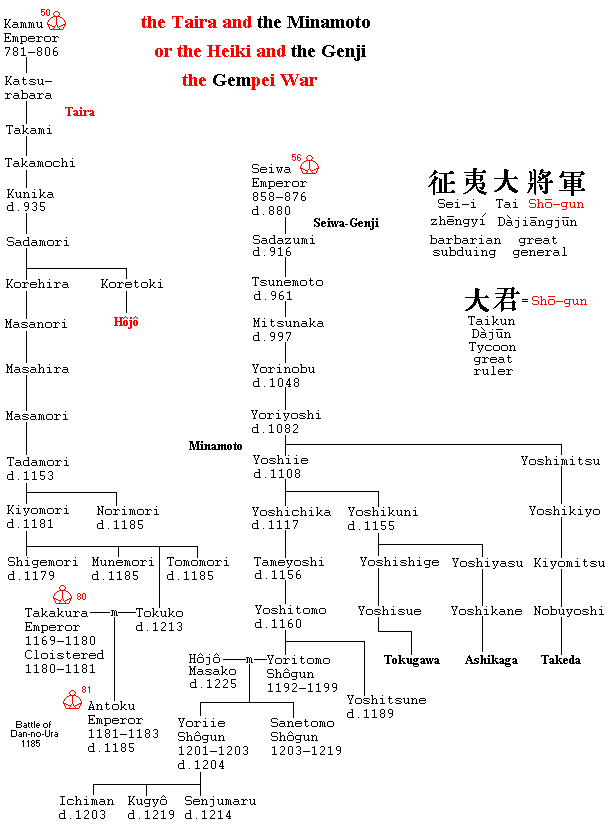 the Taira and the Minamoto
or the Heiki and the Genji
the Gempei War
50
Kammu
Emperor
781–806
Katsu–
rabara
Taira
Takami
Takamochi
Kunika
d.935
Sadamori
Korehira
Koretoki
Hôjô
Masanori
Masahira
Masamori
Tadamori
d.1153
Kiyomori
d.1181
Norimori
d.1185
Shigemori
d.1179
Munemori
d.1185
Tomomori
d.1185
80
Takakura
Emperor
1169–1180
Cloistered
1180–1181
m
Tokuko
d.1213
81
Antoku
Emperor
1181–1183
d.1185
Battle of
Dan-no-Ura
1185
56
Seiwa
Emperor
858–876
d.880
Seiwa-Genji
Sadazumi
d.916
Tsunemoto
d.961
Mitsunaka
d.997
Yorinobu
d.1048
Yoriyoshi
d.1082
Minamoto
Yoshiie
d.1108
Yoshimitsu
Yoshichika
d.1117
Yoshikuni
d.1155
Yoshikiyo
Tameyoshi
d.1156
Yoshishige
Yoshiyasu
Kiyomitsu
Yoshitomo
d.1160
Yoshisue
Yoshikane
Nobuyoshi
Tokugawa
Ashikaga
Takeda
Hôjô
Masako
d.1225
m
Yoritomo
Shôgun
1192–1199
Yoshitsune
d.1189
Yoriie
Shôgun
1201–1203
d.1204
Sanetomo
Shôgun
1203–1219
Ichiman
d.1203
Kugyô
d.1219
Senjumaru
d.1214
征夷大將軍
Sei–i Tai Shō–gun
zhēngyí Dàjiāngjūn
barbarian great
subduing general
大君 = Shō–gun
Taikun
Dàjūn
Tycoon
great
ruler